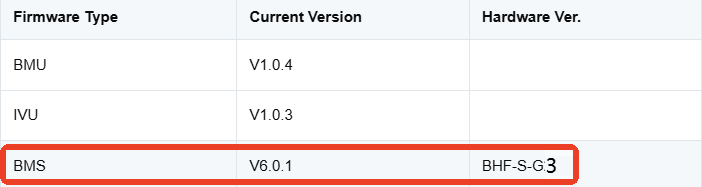 Firmware Type Current Version Hardware Ver.
BMU V1.0.4
IVU V1.0.3
BMS V6.0.1 BHF-S-G3